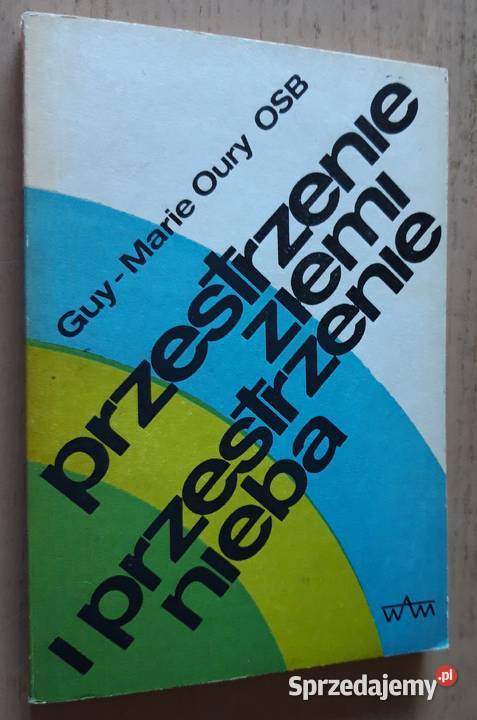 Guy-Marie Oury OSB
przestrzenie
ziemi
i przestrzenie
nieba
WAM
Sprzedajemy.pl